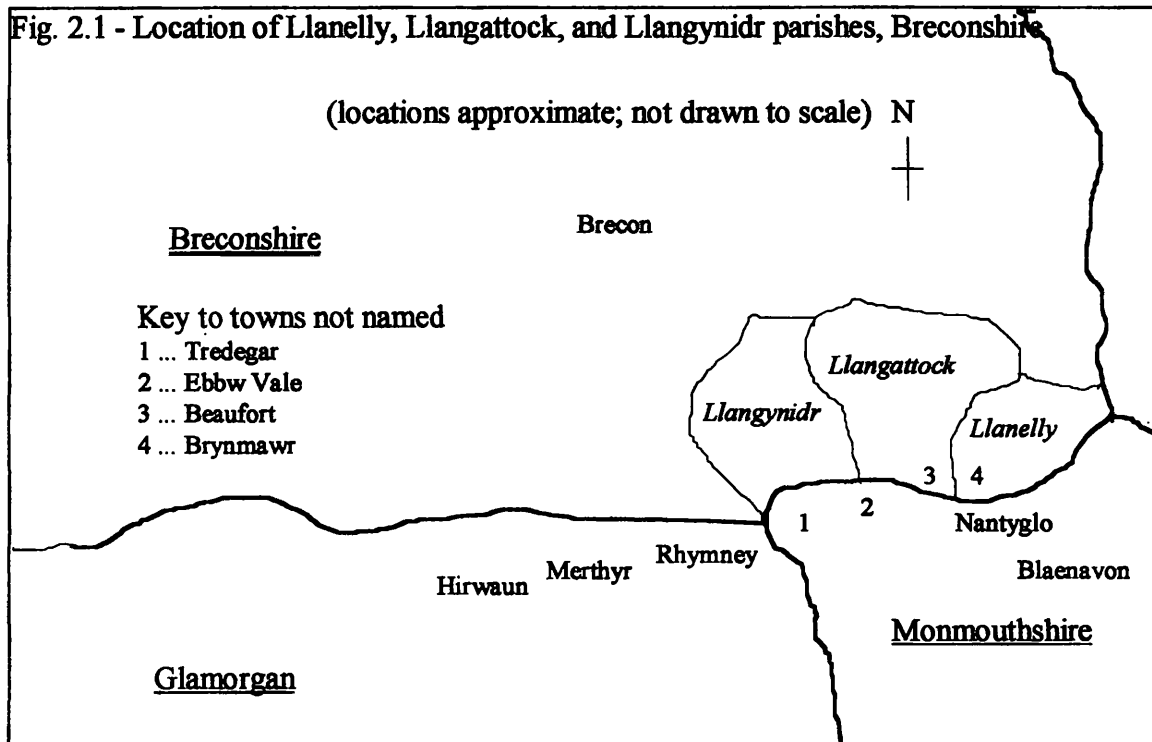 Fig. 2.1 - Location of Llanelly, Llangattock, and Llangynidr parishes, Breconshire
(locations approximate; not drawn to scale) N
Brecon
Breconshire
Key to towns not named
1 ... Tredegar
2 ... Ebbw Vale
3 ... Beaufort
4 ... Brynmawr
Llangattock
Llangynidr
Llanelly
3 4
2
1
Nantyglo
Rhymney
Merthyr
Hirwaun
Blaenavon
Monmouthshire
Glamorgan